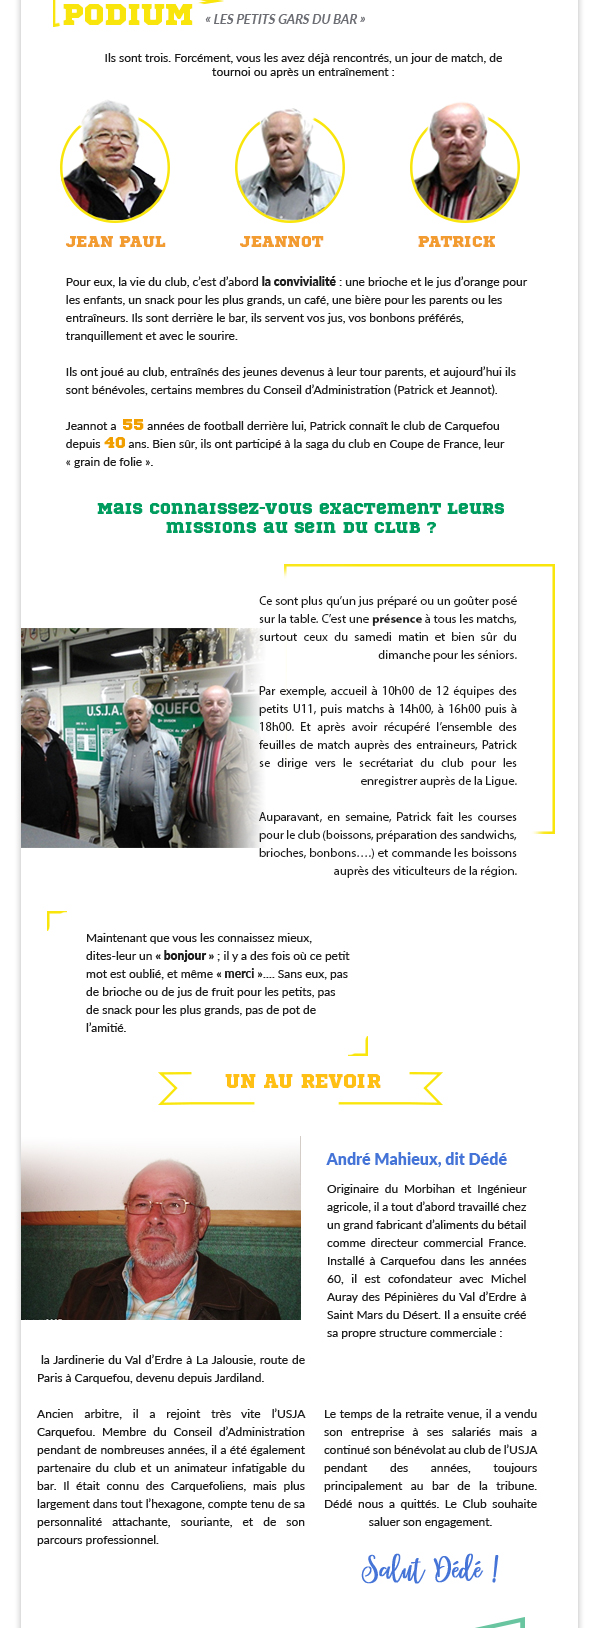 PODIUM
« LES PETITS GARS DU BAR »
Ils sont trois. Forcément, vous les avez déjà rencontrés, un jour de match, de
tournoi ou après un entraînement :
JEAN PAUL
JEANNOT
PATRICK
Pour eux, la vie du club, c’est d’abord la convivialité : une brioche et le jus d’orange pour
les enfants, un snack pour les plus grands, un café, une bière pour les parents ou les
entraîneurs. Ils sont derrière le bar, ils servent vos jus, vos bonbons préférés,
tranquillement et avec le sourire.
Ils ont joué au club, entraînés des jeunes devenus à leur tour parents, et aujourd’hui ils
sont bénévoles, certains membres du Conseil d’Administration (Patrick et Jeannot).
Jeannot a 55 années de football derrière lui, Patrick connaît le club de Carquefou
depuis 40 ans. Bien sûr, ils ont participé à la saga du club en Coupe de France, leur
« grain de folie ».
Mais connaissez-vous exactement leurs
missions au sein du club ?
Ce sont plus qu’un jus préparé ou un goûter posé
sur la table. C’est une présence à tous les matchs,
surtout ceux du samedi matin et bien sûr du
dimanche pour les séniors.
Par exemple, accueil à 10h00 de 12 équipes des
petits U11, puis matchs à 14h00, à 16h00 puis à
18h00. Et après avoir récupéré l’ensemble des
feuilles de match auprès des entraineurs, Patrick
se dirige vers le secrétariat du club pour les
enregistrer auprès de la Ligue.
Auparavant, en semaine, Patrick fait les courses
pour le club (boissons, préparation des sandwichs,
brioches, bonbons….) et commande les boissons
auprès des viticulteurs de la région.
U.S.J.A. CARQUEFOU
Maintenant que vous les connaissez mieux,
dites-leur un « bonjour » ; il y a des fois où ce petit
mot est oublié, et même « merci ».... Sans eux, pas
de brioche ou de jus de fruit pour les petits, pas
de snack pour les plus grands, pas de pot de
l’amitié.
UN AU REVOIR
André Mahieux, dit Dédé
Originaire du Morbihan et Ingénieur
agricole, il a tout d’abord travaillé chez
un grand fabricant d’aliments du bétail
comme directeur commercial France.
Installé à Carquefou dans les années
60, il est cofondateur avec Michel
Auray des Pépinières du Val d’Erdre à
Saint Mars du Désert. Il a ensuite créé
sa propre structure commerciale :
la Jardinerie du Val d’Erdre à La Jalousie, route de
Paris à Carquefou, devenu depuis Jardiland.
Ancien arbitre, il a rejoint très vite l’USJA
Carquefou. Membre du Conseil d’Administration
pendant de nombreuses années, il a été également
partenaire du club et un animateur infatigable du
bar. Il était connu des Carquefoliens, mais plus
largement dans tout l’hexagone, compte tenu de sa
personnalité attachante, souriante, et de son
parcours professionnel.
Le temps de la retraite venue, il a vendu
son entreprise à ses salariés mais a
continué son bénévolat au club de l’USJA
pendant des années, toujours
principalement au bar de la tribune.
Dédé nous a quittés. Le Club souhaite
saluer son engagement.
Salut Dédé !